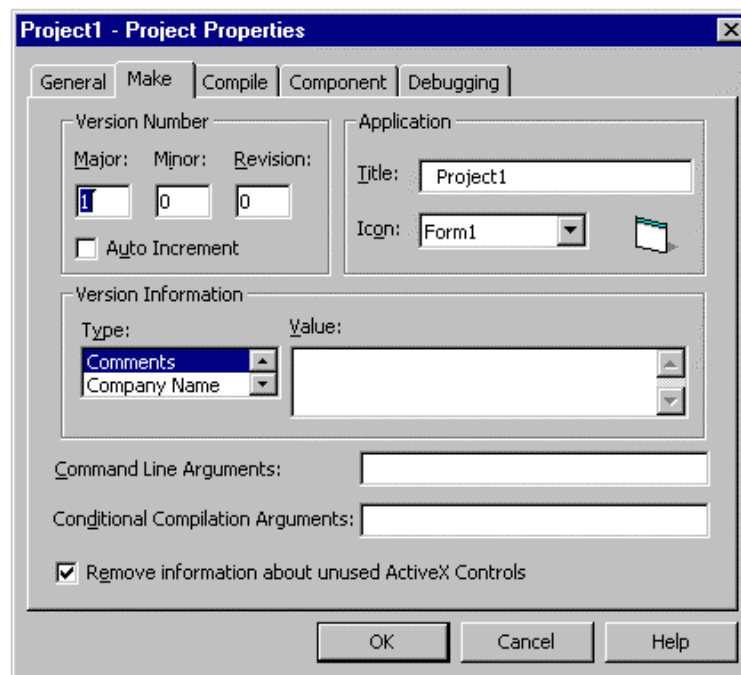 Project1 - Project Properties
General Make Compile Component Debugging
Version Number
Major: Minor: Revision:
1 0 0
Auto Increment
Application
Title: Project1
Icon: Form1
Version Information
Type:
Comments
Company Name
Value:
Command Line Arguments:
Conditional Compilation Arguments:
Remove information about unused ActiveX Controls
OK Cancel Help